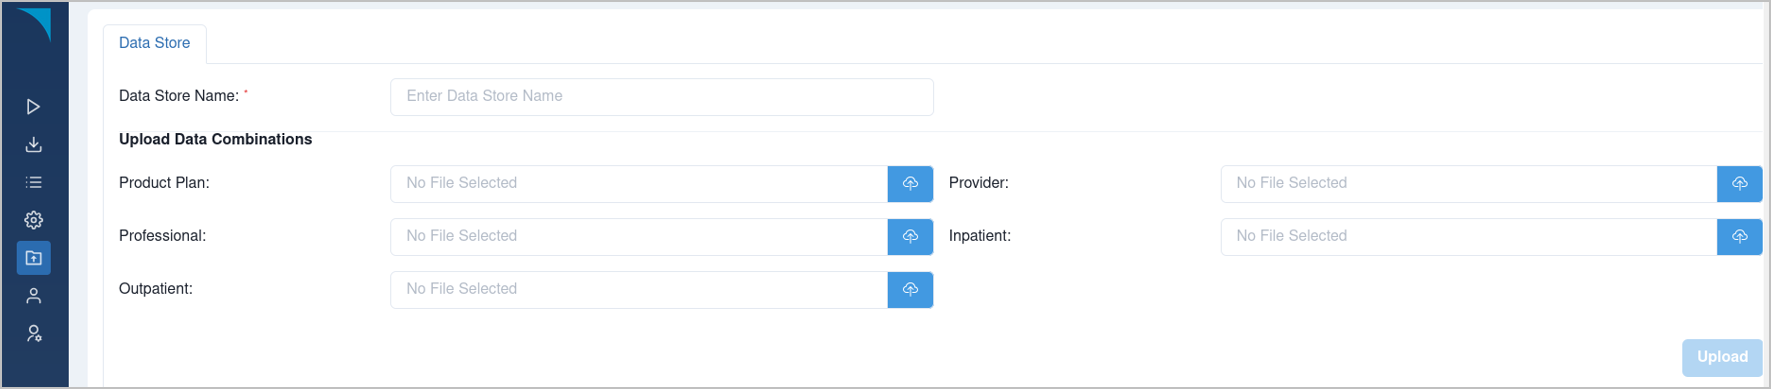 Data Store
Data Store Name: *
Enter Data Store Name
Upload Data Combinations
Product Plan: No File Selected Provider: No File Selected
Professional: No File Selected Inpatient: No File Selected
Outpatient: No File Selected
Upload